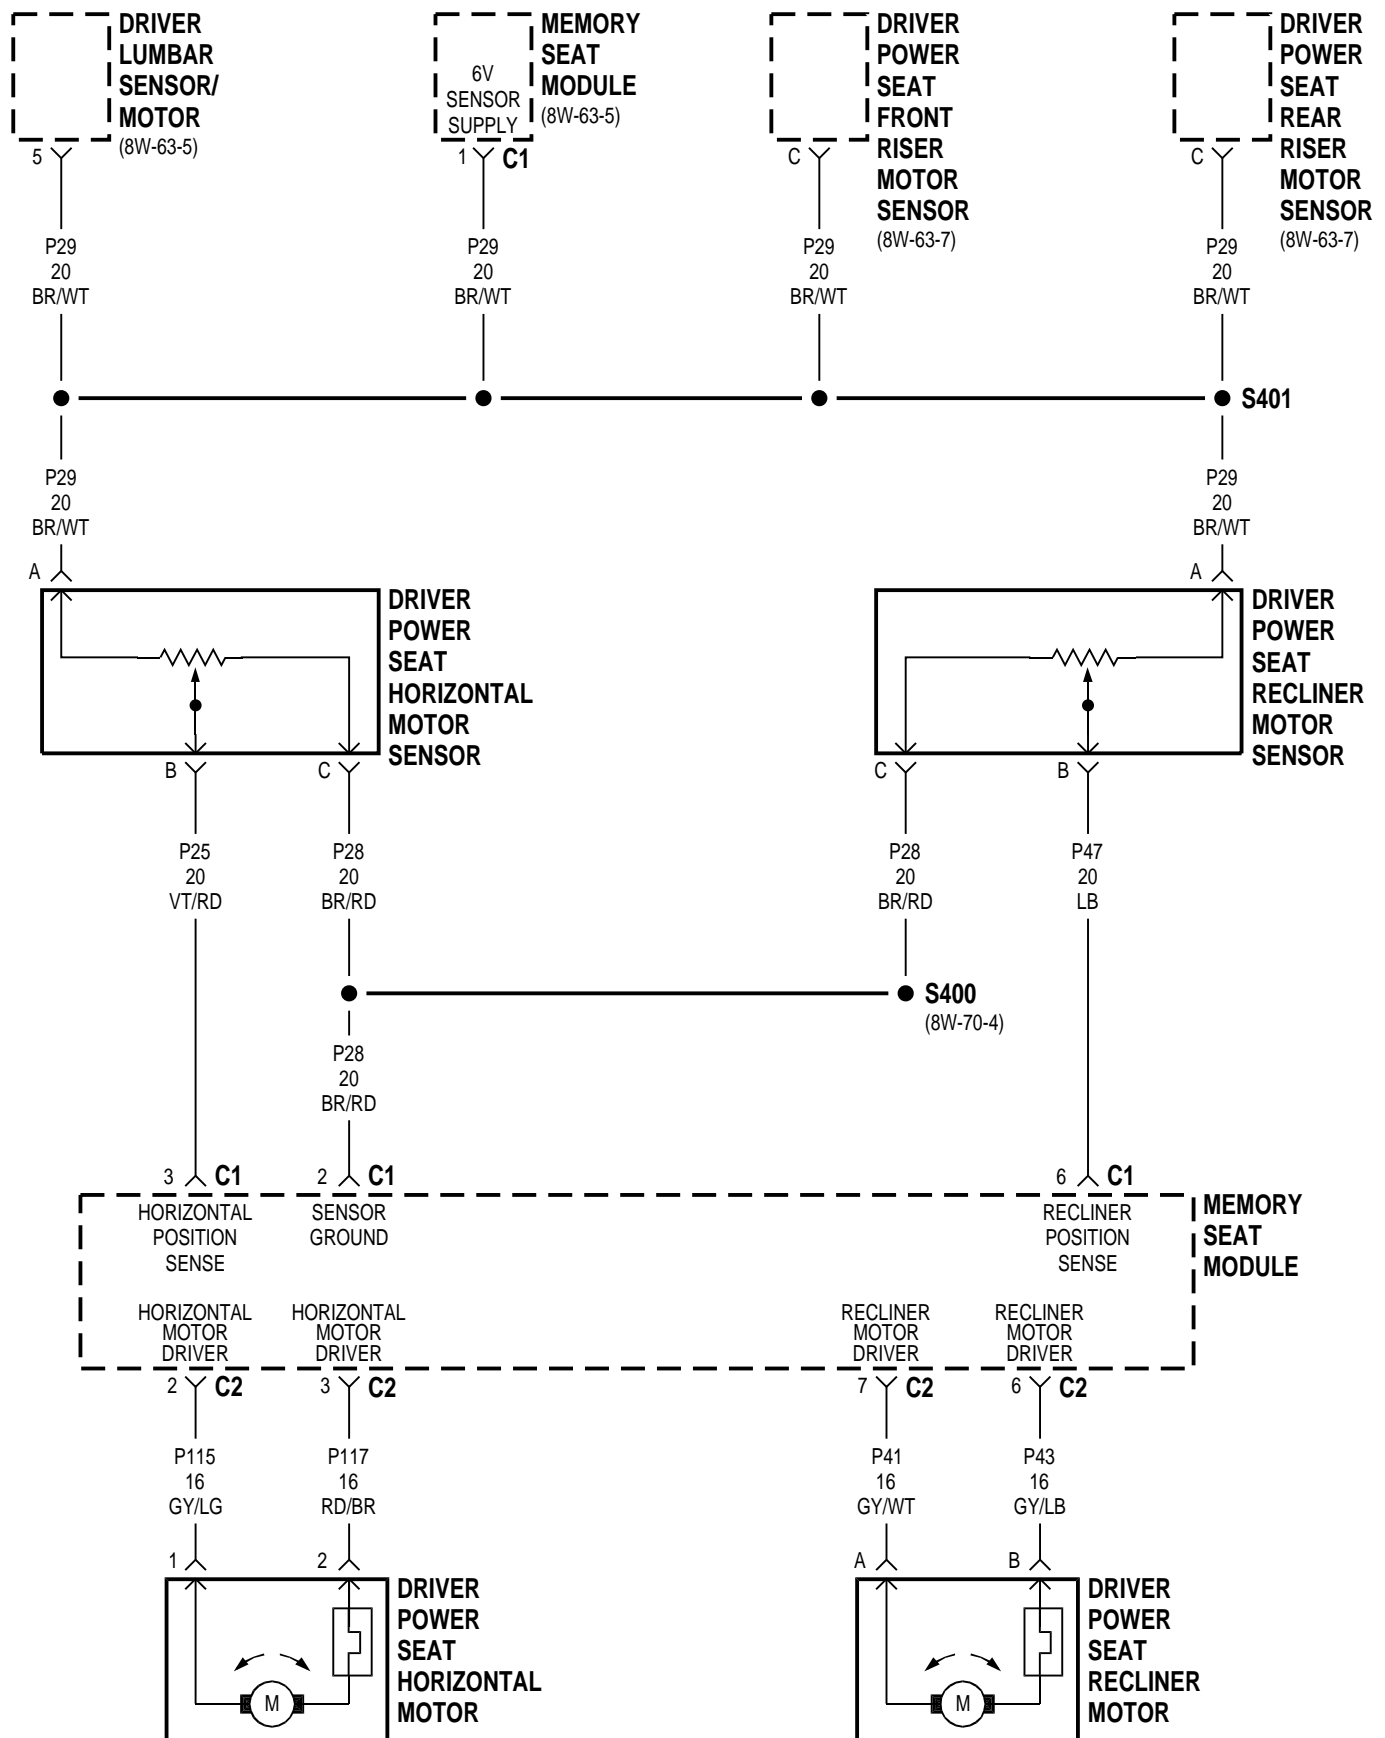 DRIVER
LUMBAR
SENSOR/
MOTOR
(8W-63-5)
5
6V
SENSOR
SUPPLY
MEMORY
SEAT
MODULE
(8W-63-5)
1 C1
DRIVER
POWER
SEAT
FRONT
RISER
MOTOR
SENSOR
(8W-63-7)
C
DRIVER
POWER
SEAT
REAR
RISER
MOTOR
SENSOR
(8W-63-7)
C
P29
20
BR/WT
P29
20
BR/WT
P29
20
BR/WT
P29
20
BR/WT
S401
P29
20
BR/WT
P29
20
BR/WT
A
DRIVER
POWER
SEAT
HORIZONTAL
MOTOR
SENSOR
B
C
A
DRIVER
POWER
SEAT
RECLINER
MOTOR
SENSOR
C
B
P25
20
VT/RD
P28
20
BR/RD
P28
20
BR/RD
P47
20
LB
S400
(8W-70-4)
P28
20
BR/RD
3 C1
2 C1
6 C1
HORIZONTAL
POSITION
SENSE
SENSOR
GROUND
RECLINER
POSITION
SENSE
MEMORY
SEAT
MODULE
HORIZONTAL
MOTOR
DRIVER
HORIZONTAL
MOTOR
DRIVER
RECLINER
MOTOR
DRIVER
RECLINER
MOTOR
DRIVER
2 C2
3 C2
7 C2
6 C2
P115
16
GY/LG
P117
16
RD/BR
P41
16
GY/WT
P43
16
GY/LB
1
2
A
B
M
DRIVER
POWER
SEAT
HORIZONTAL
MOTOR
M
DRIVER
POWER
SEAT
RECLINER
MOTOR